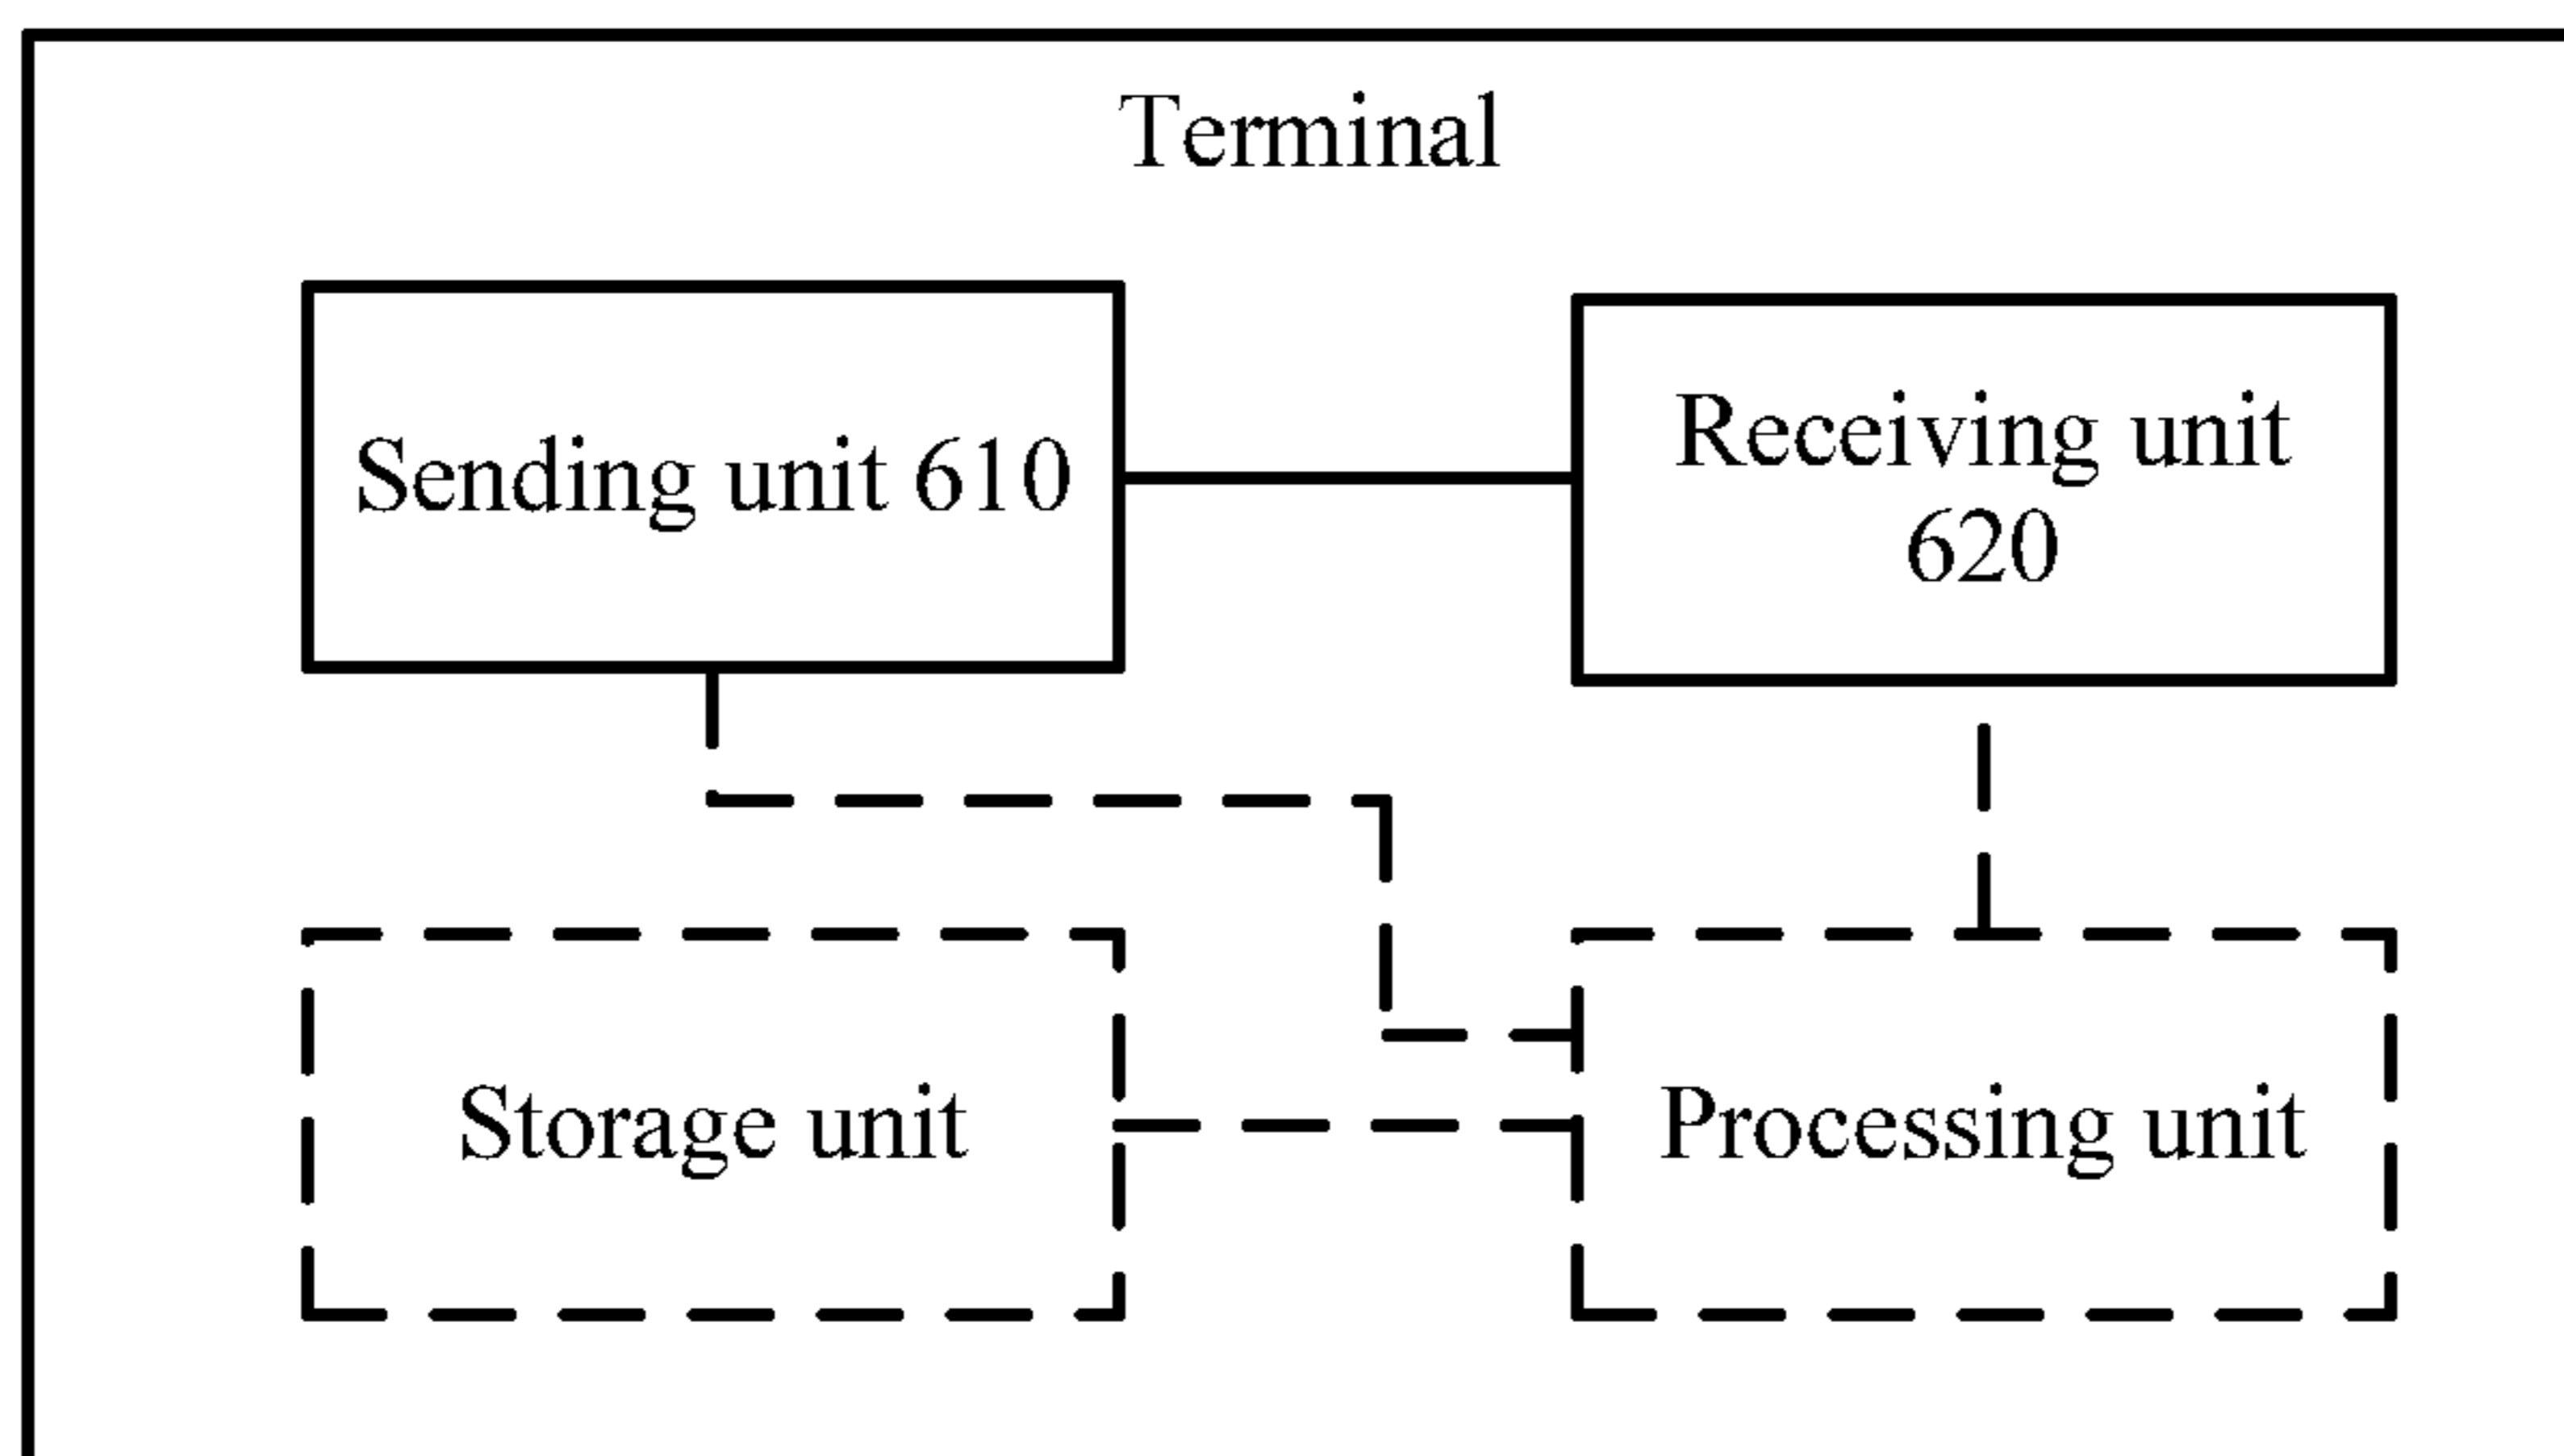 Terminal
Sending unit 610
Receiving unit
620
Storage unit
Processing unit